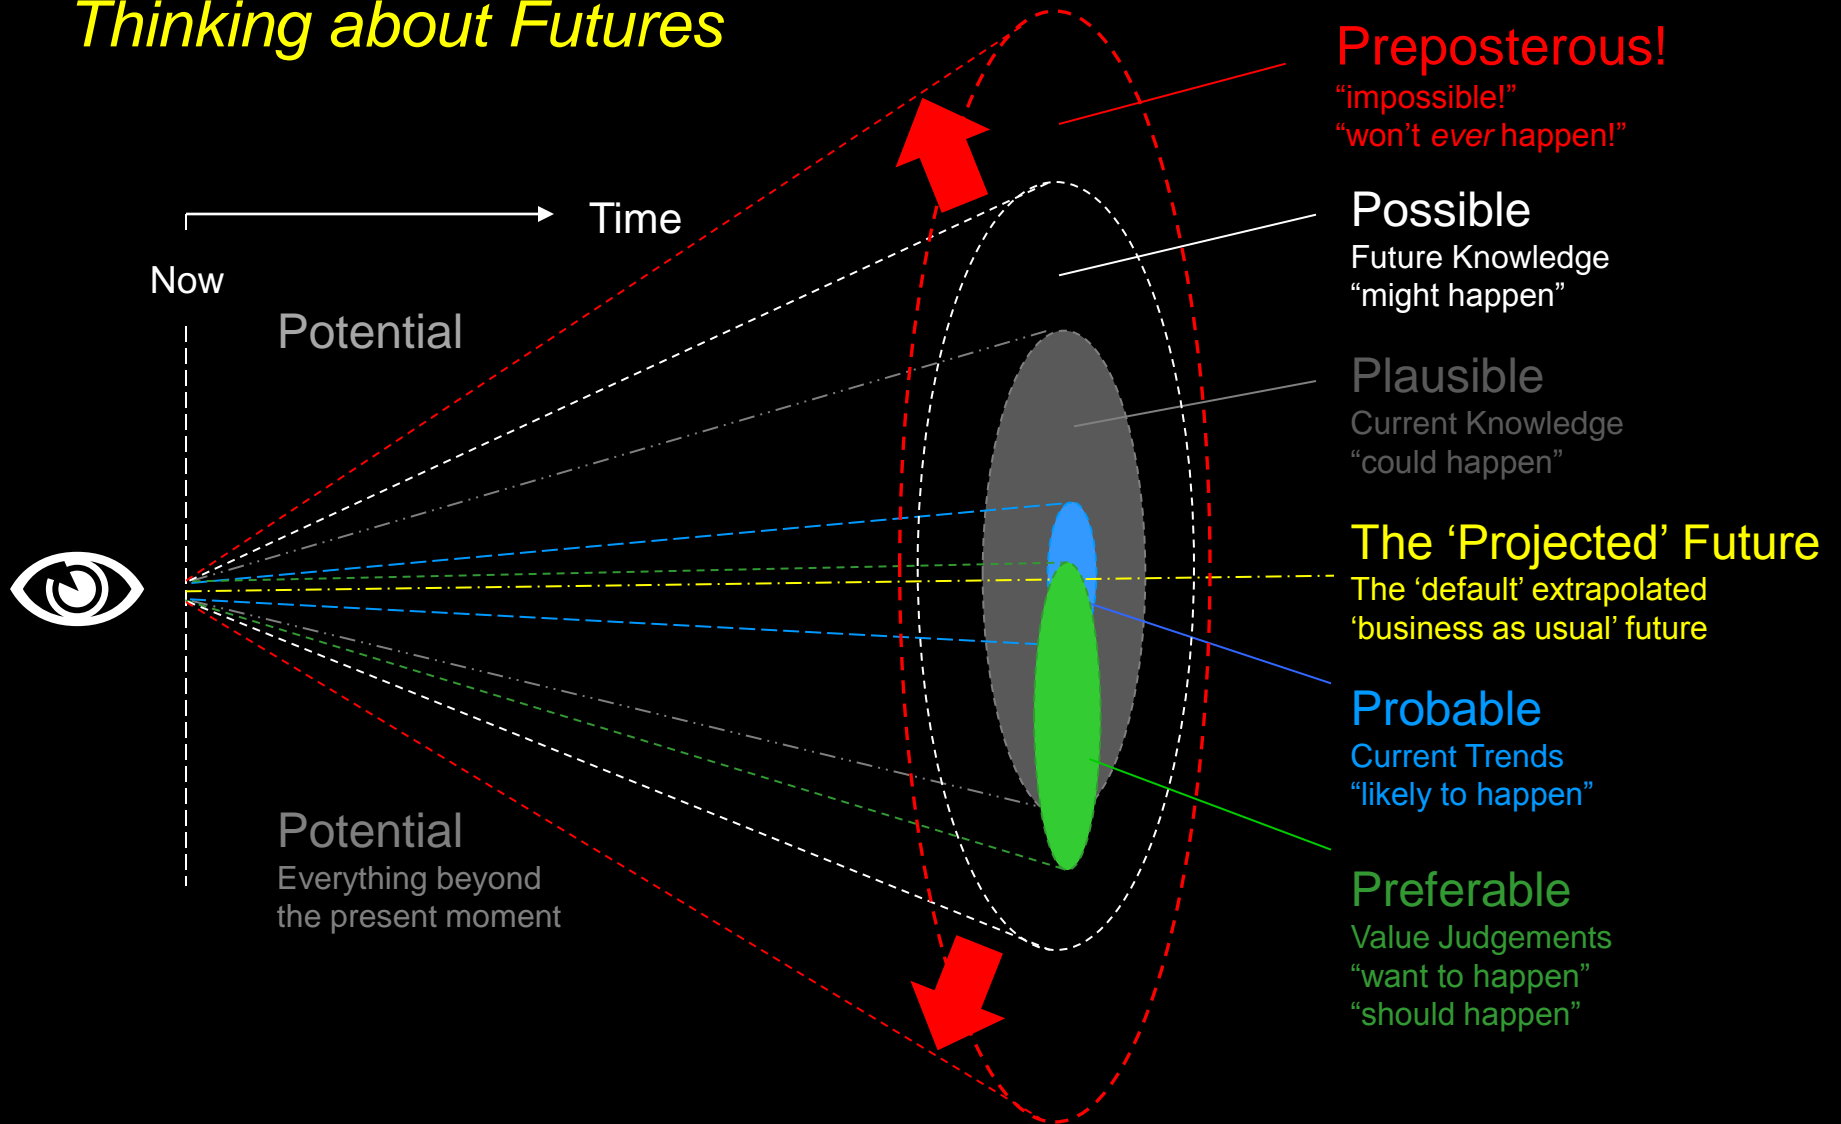 Thinking about Futures
Time
Now
Potential
Potential
Everything beyond
the present moment
Preposterous!
“impossible!”
“won’t ever happen!”
Possible
Future Knowledge
“might happen”
Plausible
Current Knowledge
“could happen”
The ‘Projected’ Future
The ‘default’ extrapolated
‘business as usual’ future
Probable
Current Trends
“likely to happen”
Preferable
Value Judgements
“want to happen”
“should happen”